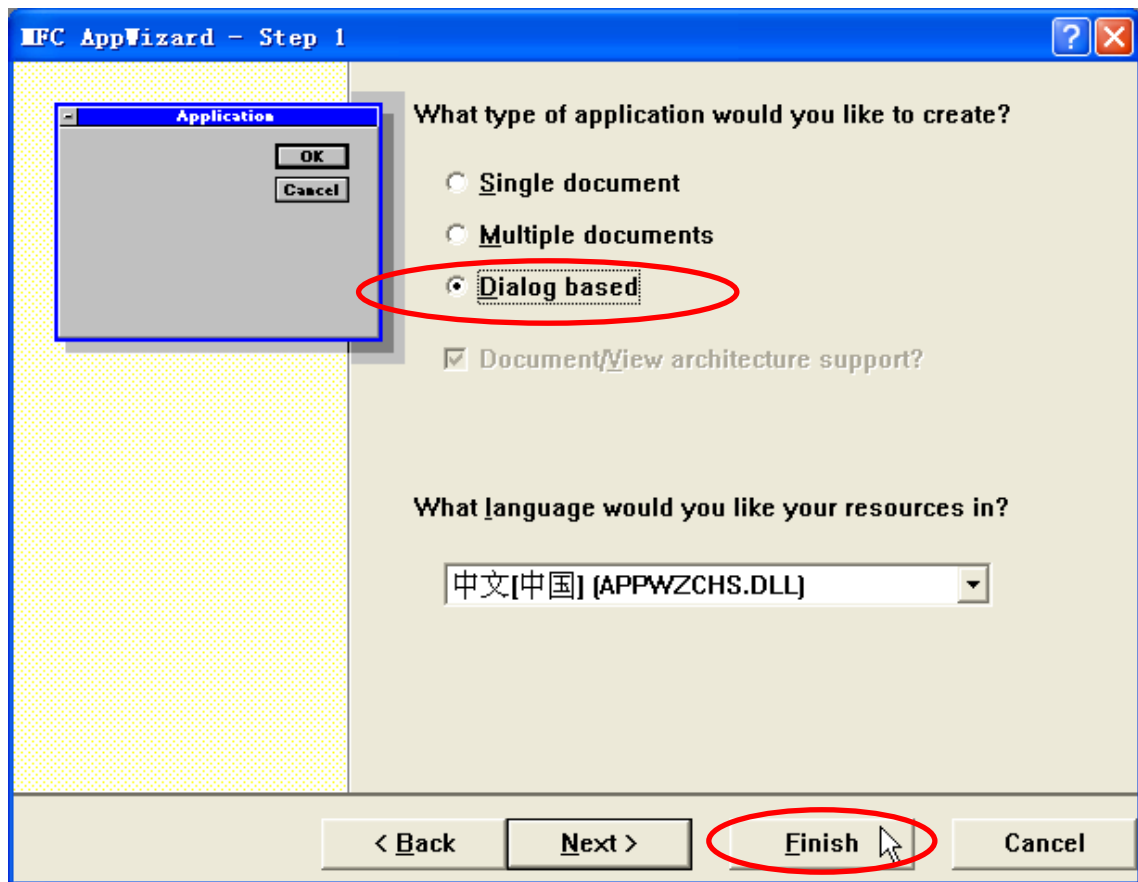 MFC AppWizard - Step 1
Application
OK
Cancel
What type of application would you like to create?
Single document
Multiple documents
Dialog based
Document/View architecture support?
What language would you like your resources in?
中文[中国] (APPWZCHS.DLL)
< Back
Next >
Finish
Cancel